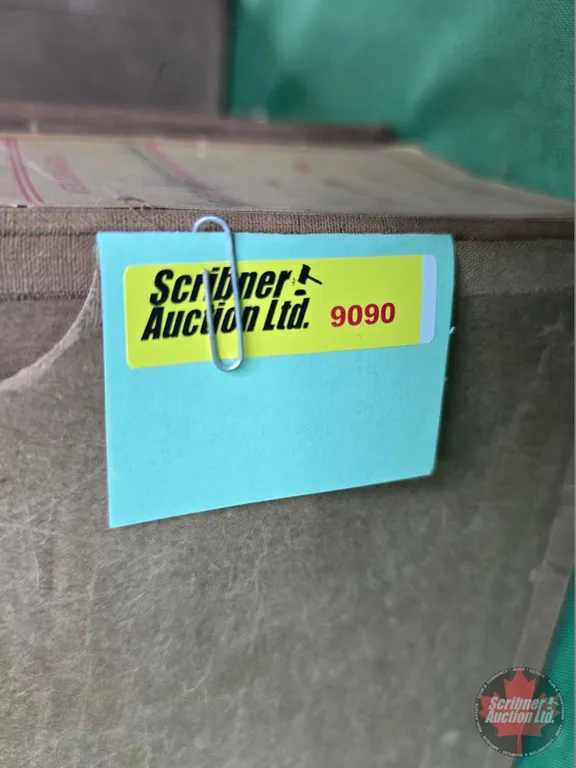 Scribner
Auction Ltd. 9090
Scribner
Auction Ltd.